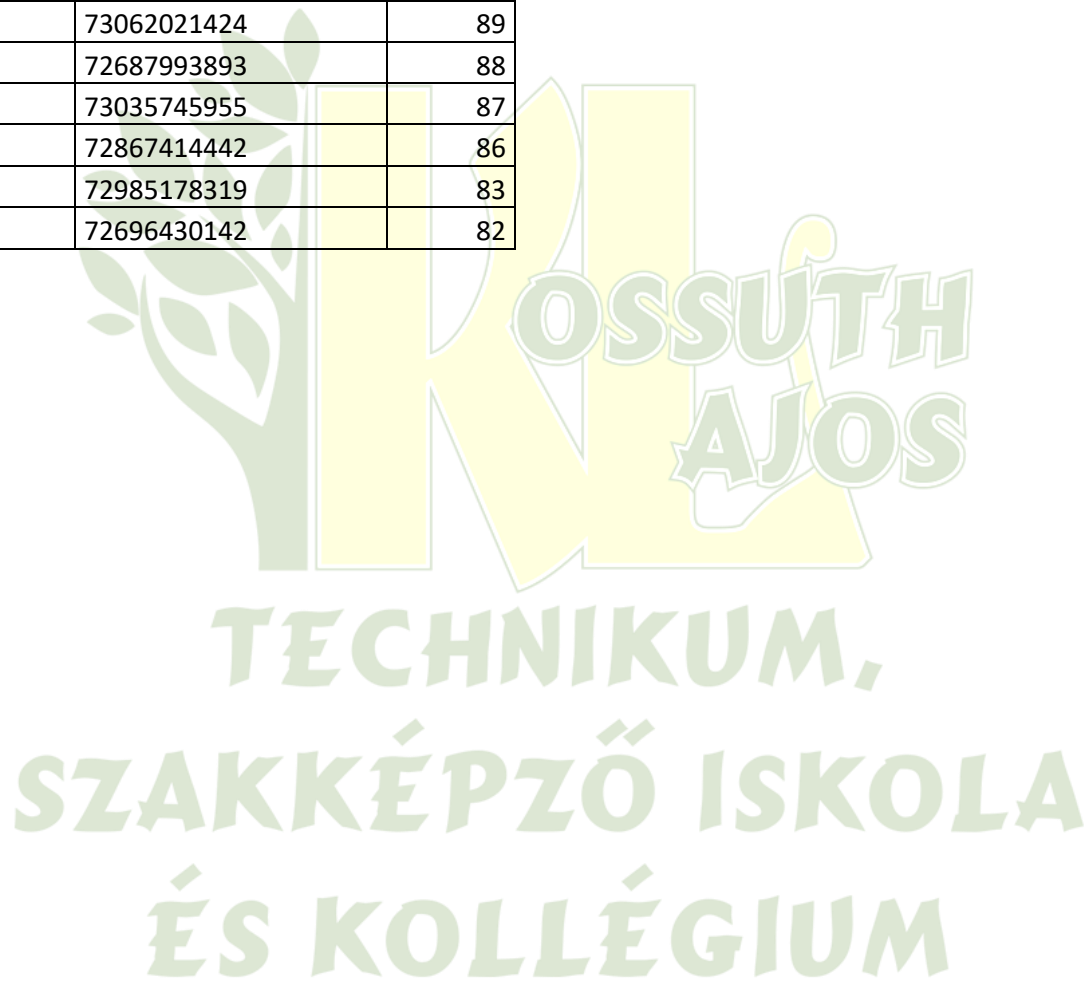 73062021424 89
72687993893 88
73035745955 87
72867414442 86
72985178319 83
72696430142 82
KL
OSSUTH
AJOS
TECHNIKUM,
SZAKKÉPZŐ ISKOLA
ÉS KOLLÉGIUM